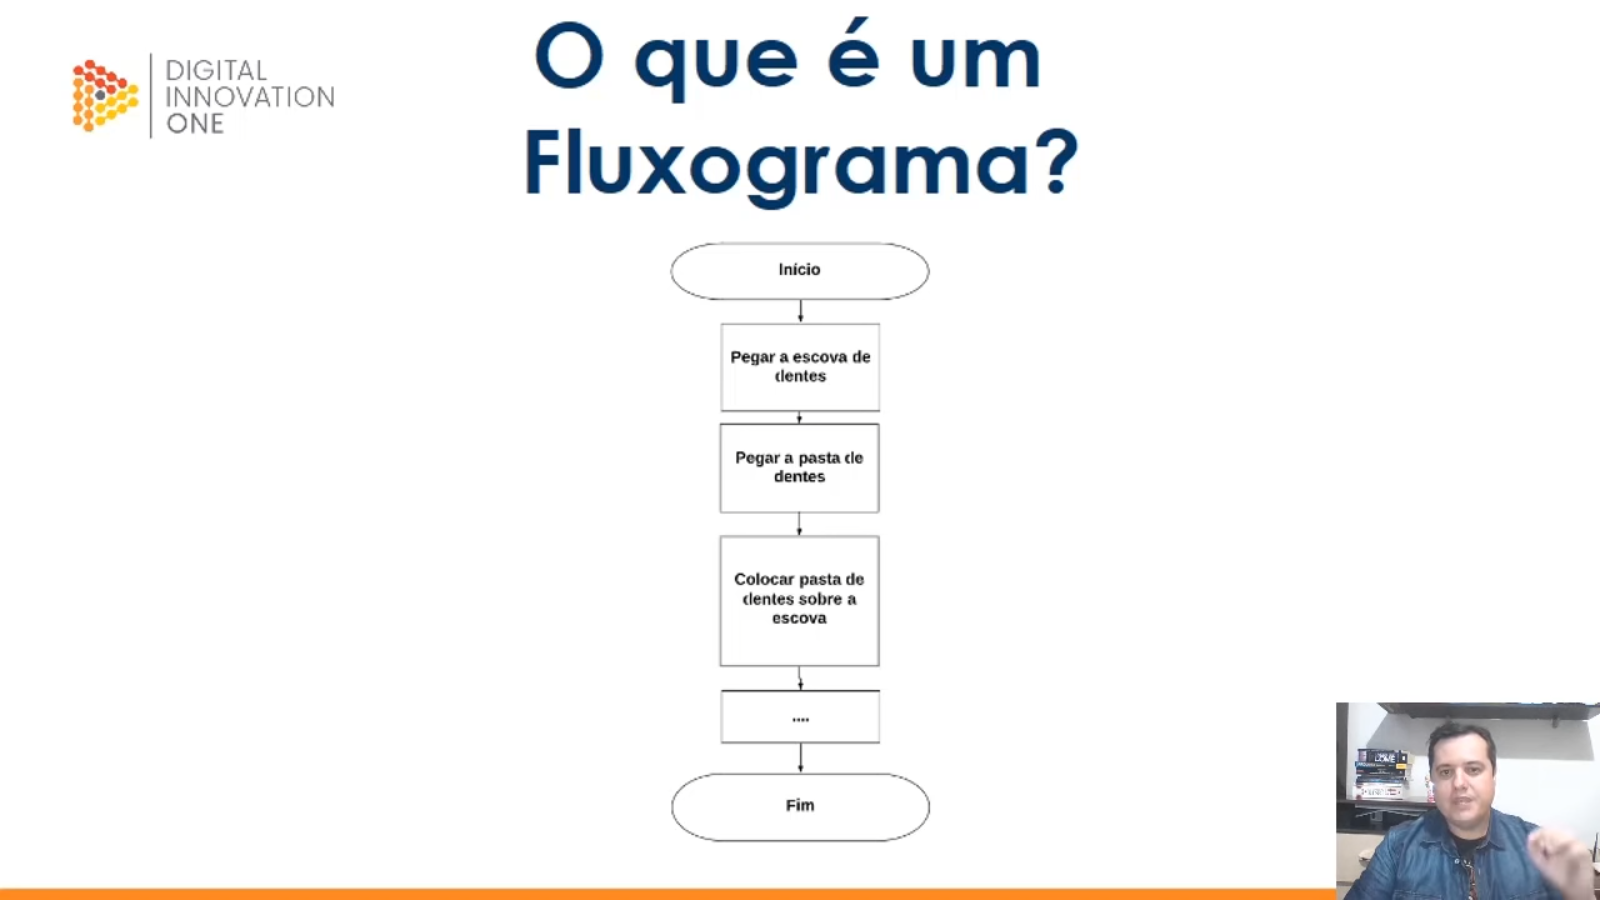 O que é um
Fluxograma?
DIGITAL
INNOVATION
ONE
Início
Pegar a escova de
dentes
Pegar a pasta de
dentes
Colocar pasta de
dentes sobre a
escova
....
Fim